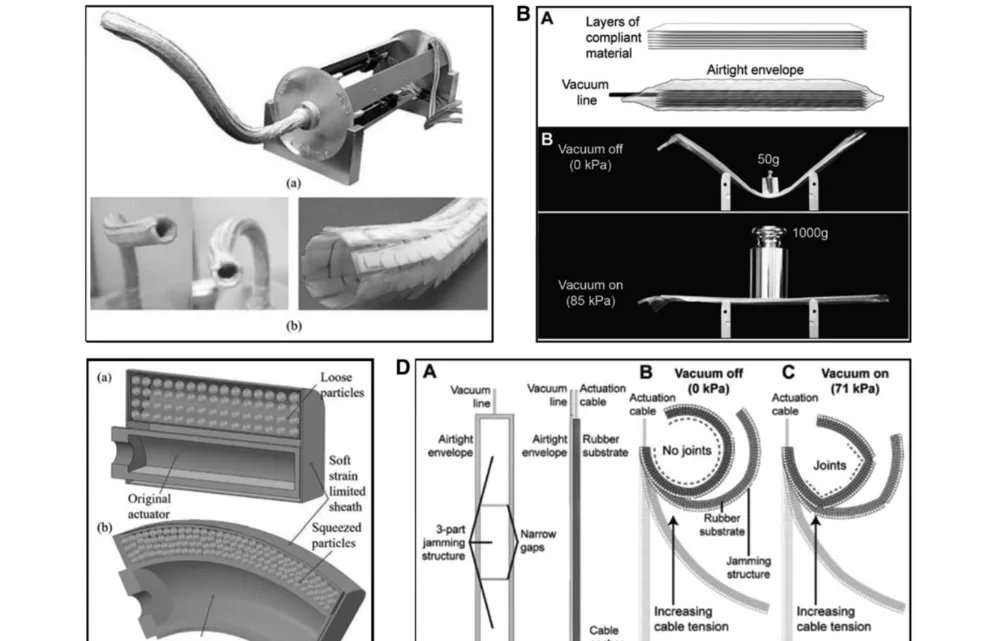 (a)
(b)
B
A
Layers of
compliant
material
Airtight envelope
Vacuum
line
B
Vacuum off
(0 kPa)
50g
1000g
Vacuum on
(85 kPa)
(a)
Loose
particles
Original
actuator
Soft
strain
limited
sheath
(b)
Squeezed
particles
D
A
Vacuum
line
Airtight
envelope
3-part
jamming
structure
Narrow
gaps
Vacuum
line
Actuation
cable
Airtight
envelope
Rubber
substrate
Cable
B
Vacuum off
(0 kPa)
Actuation
cable
No joints
Rubber
substrate
Jamming
structure
Increasing
cable tension
C
Vacuum on
(71 kPa)
Actuation
cable
Joints
Increasing
cable tension